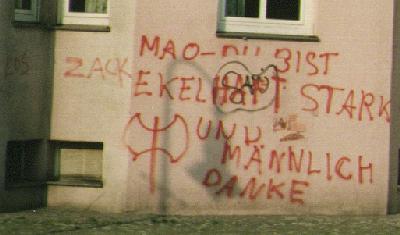 MAO-DU BIST
ZACK EKELHAFT STARK
UND
MÄNNLICH
DANKE